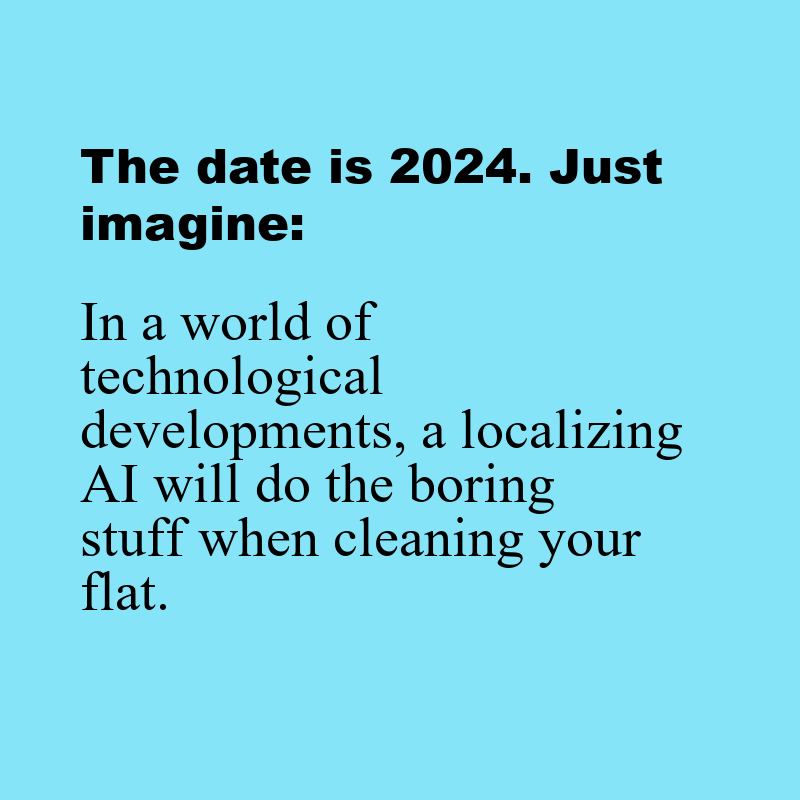 The date is 2024. Just
imagine:
In a world of
technological
developments, a localizing
AI will do the boring
stuff when cleaning your
flat.